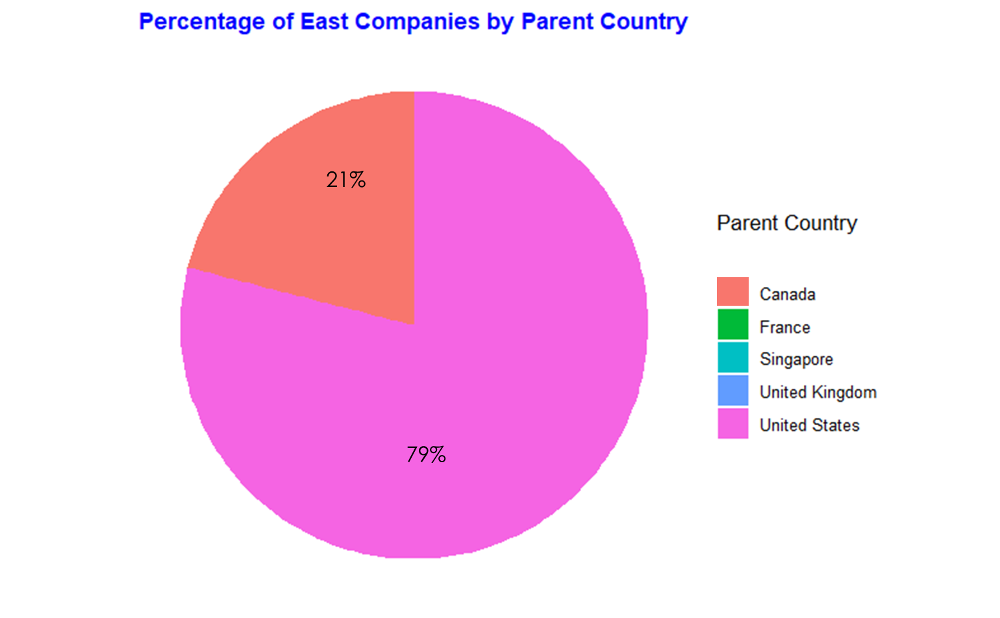 Percentage of East Companies by Parent Country
21%
79%
Parent Country
Canada
France
Singapore
United Kingdom
United States